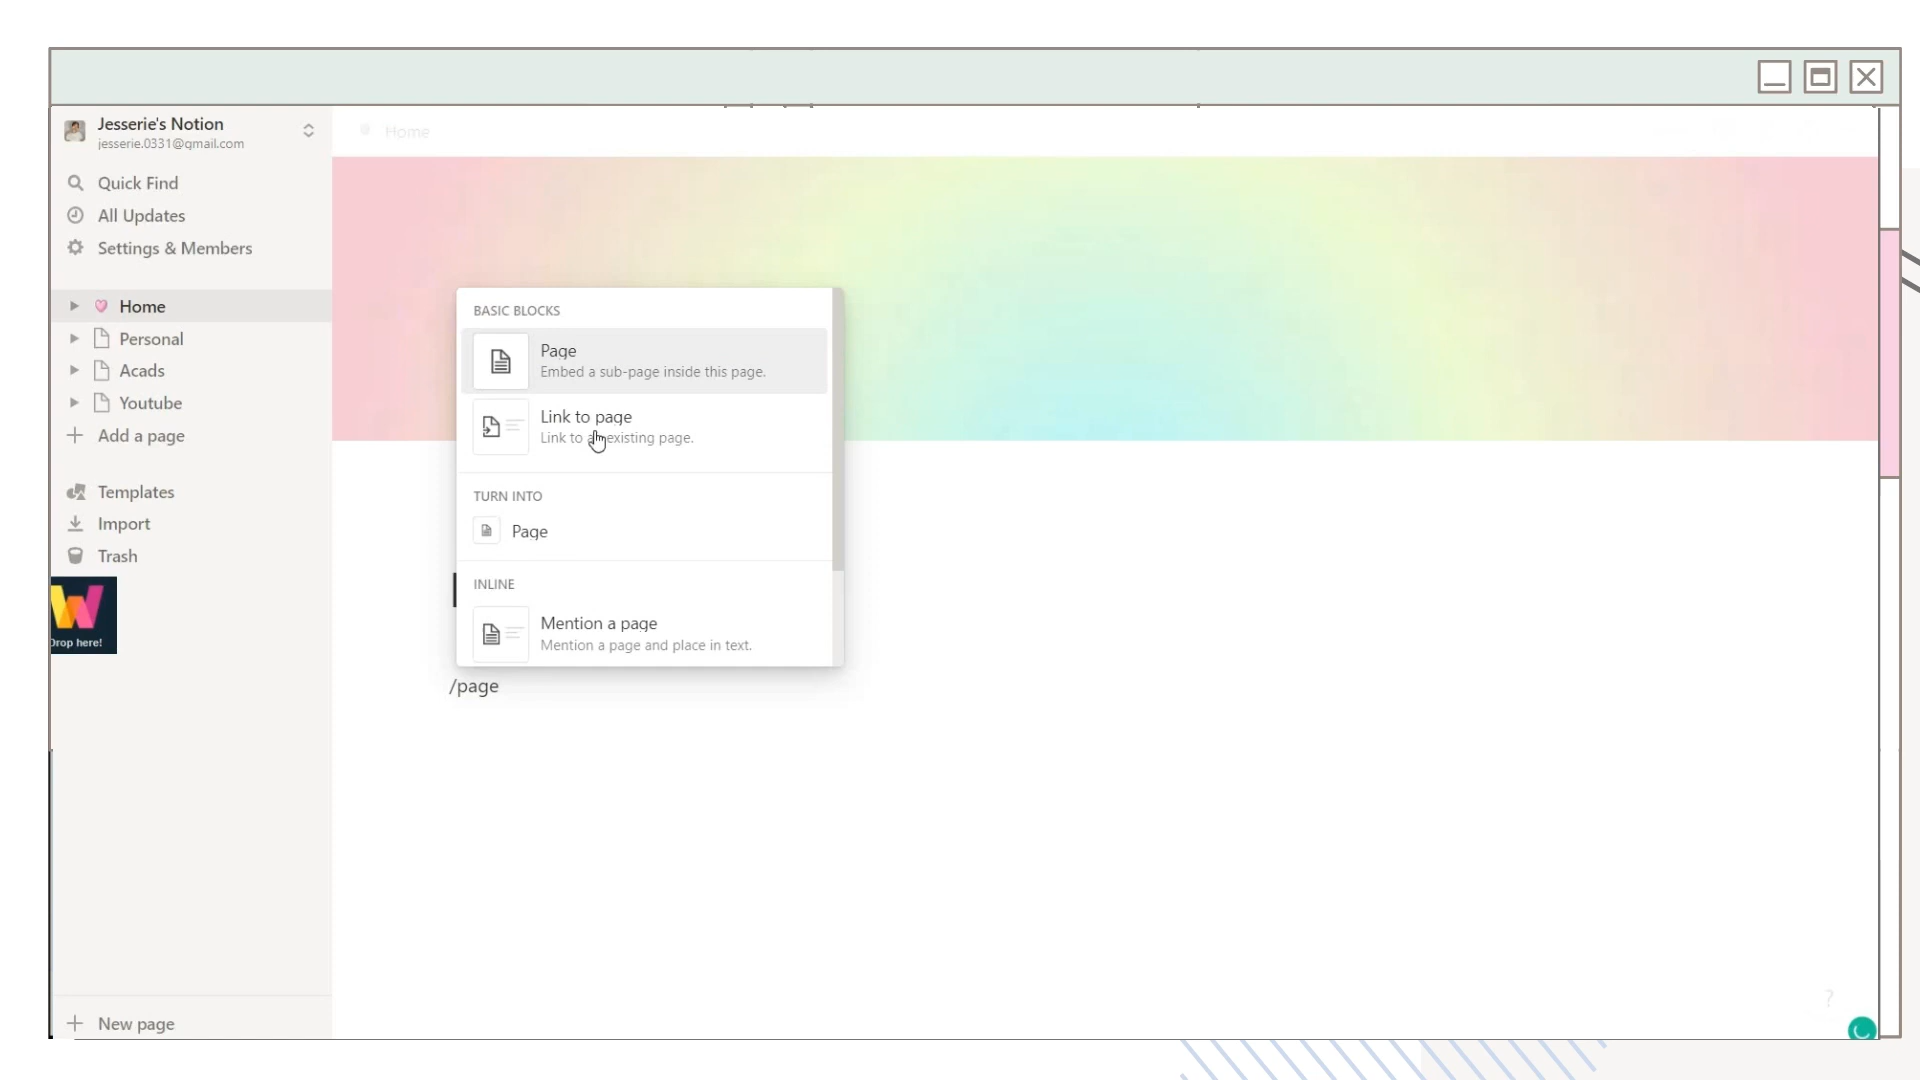 Jesserie's Notion
jesserie.0331@gmail.com
Home
Quick Find
All Updates
Settings & Members
Home
Personal
Acads
Youtube
Add a page
Templates
Import
Trash
Drop here!
New page
BASIC BLOCKS
Page
Embed a sub-page inside this page.
Link to page
Link to existing page.
TURN INTO
Page
INLINE
Mention a page
Mention a page and place in text.
/page
?